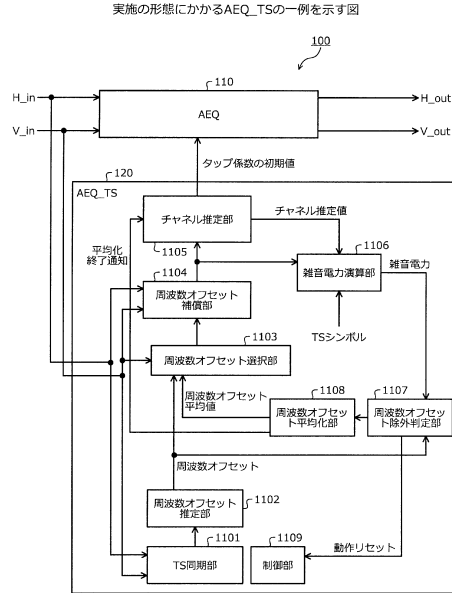 実施の形態にかかるAEQ_TSの一例を示す図
100
110
H_in
AEQ
H_out
V_in
V_out
タップ係数の初期値
120
AEQ_TS
チャネル推定部
チャネル推定値
1105
平均化
終了通知
1106
雑音電力演算部
雑音電力
1104
周波数オフセット
補償部
TSシンボル
1103
周波数オフセット選択部
周波数オフセット
平均値
1108
周波数オフセッ
ト平均化部
1107
周波数オフセッ
ト除外判定部
周波数オフセット
周波数オフセット
推定部
1102
1101
TS同期部
1109
制御部
動作リセット